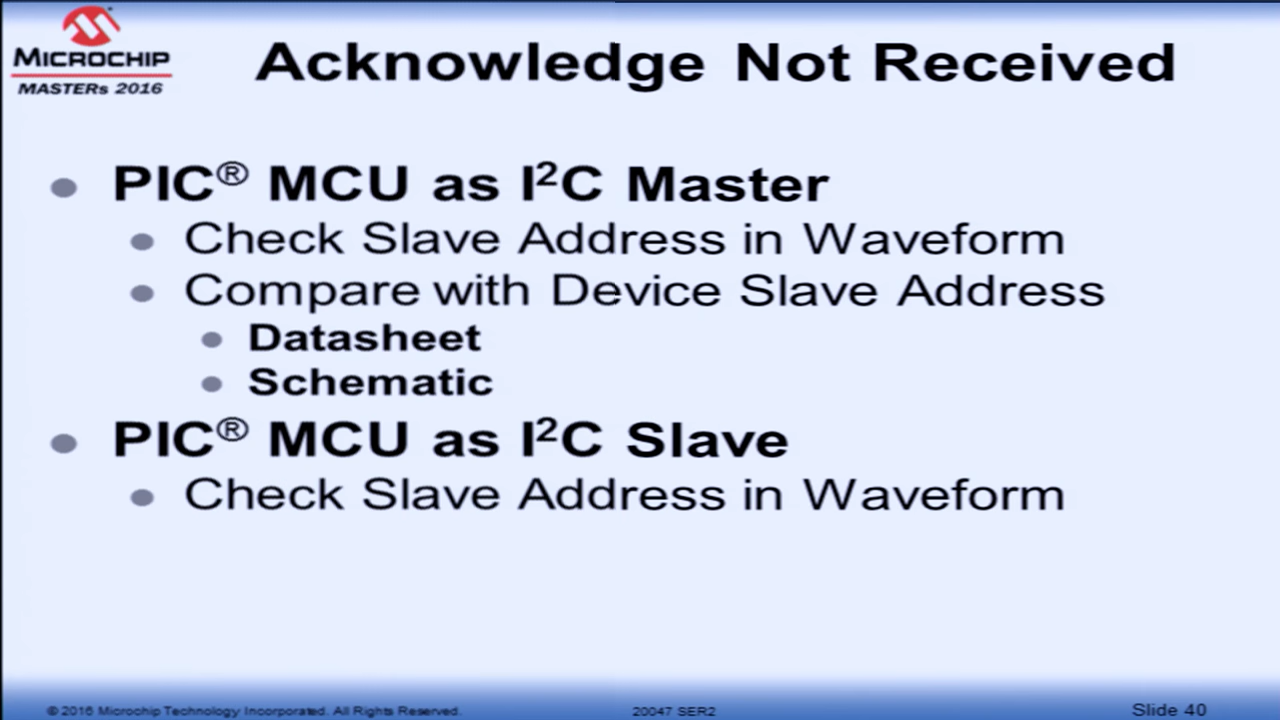 MICROCHIP
MASTERs 2016
Acknowledge Not Received
PIC® MCU as I²C Master
Check Slave Address in Waveform
Compare with Device Slave Address
Datasheet
Schematic
PIC® MCU as I²C Slave
Check Slave Address in Waveform
© 2016 Microchip Technology Incorporated. All Rights Reserved.
20047 SER2
Slide 40